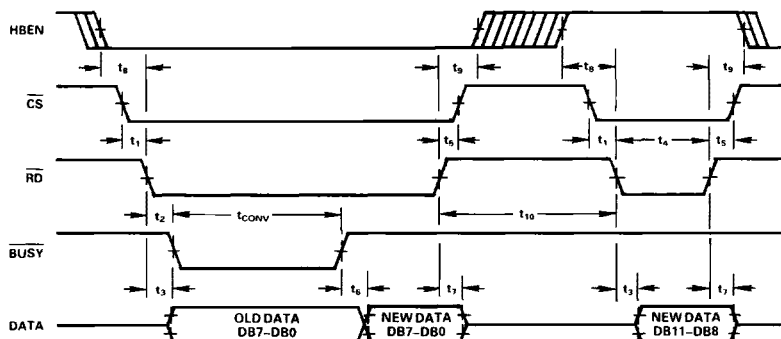 HBEN
t8 t9 t8 t9
CS
t1 t5 t1 t4 t5
RD
t2 tCONV t10
BUSY
t3 t6 t7 t3 t7
DATA
OLD DATA NEW DATA NEW DATA
DB7–DB0 DB7–DB0 DB11–DB8